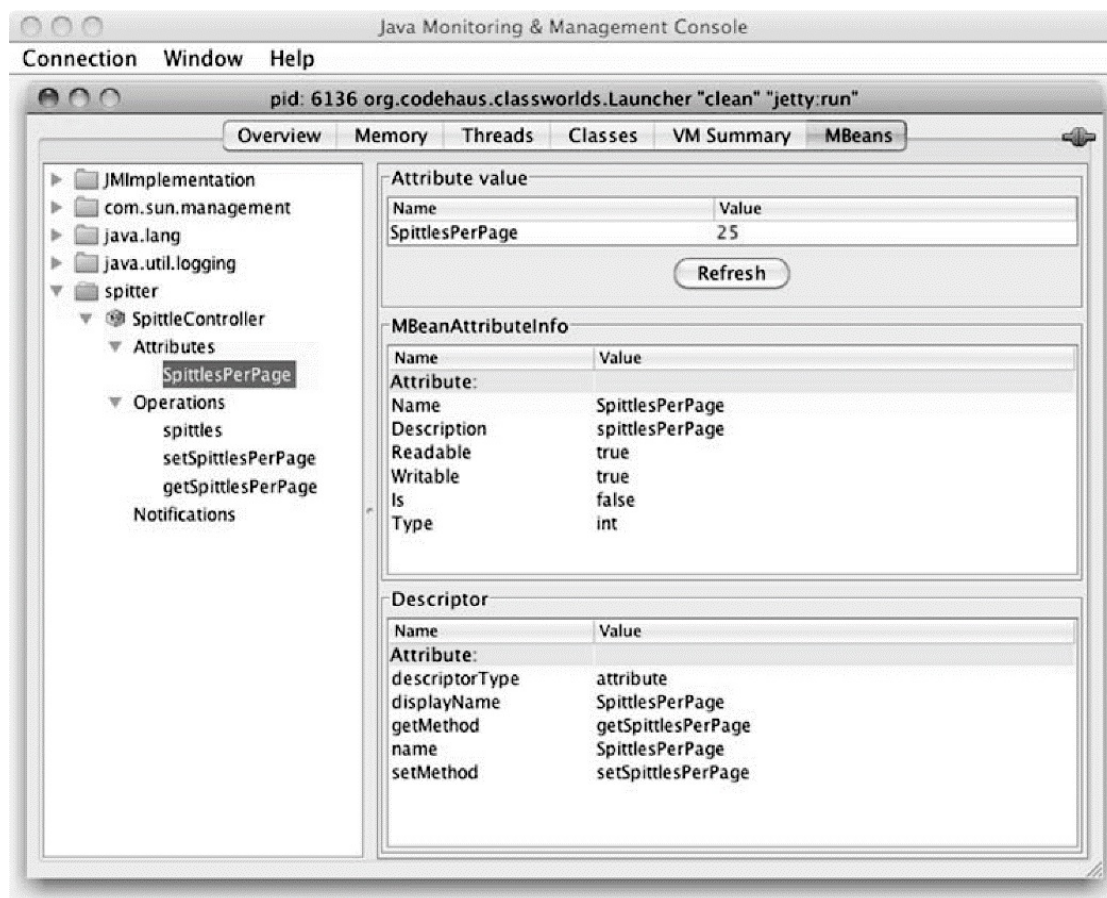 Java Monitoring & Management Console
Connection Window Help
pid: 6136 org.codehaus.classworlds.Launcher "clean" "jetty:run"
Overview Memory Threads Classes VM Summary MBeans
JMImplementation
com.sun.management
java.lang
java.util.logging
spitter
SpittleController
Attributes
SpittlesPerPage
Operations
spittles
setSpittlesPerPage
getSpittlesPerPage
Notifications
Attribute value
Name Value
SpittlesPerPage 25
Refresh
MBeanAttributeInfo
Name Value
Attribute:
Name SpittlesPerPage
Description spittlesPerPage
Readable true
Writable true
Is false
Type int
Descriptor
Name Value
Attribute:
descriptorType attribute
displayName SpittlesPerPage
getMethod getSpittlesPerPage
name SpittlesPerPage
setMethod setSpittlesPerPage